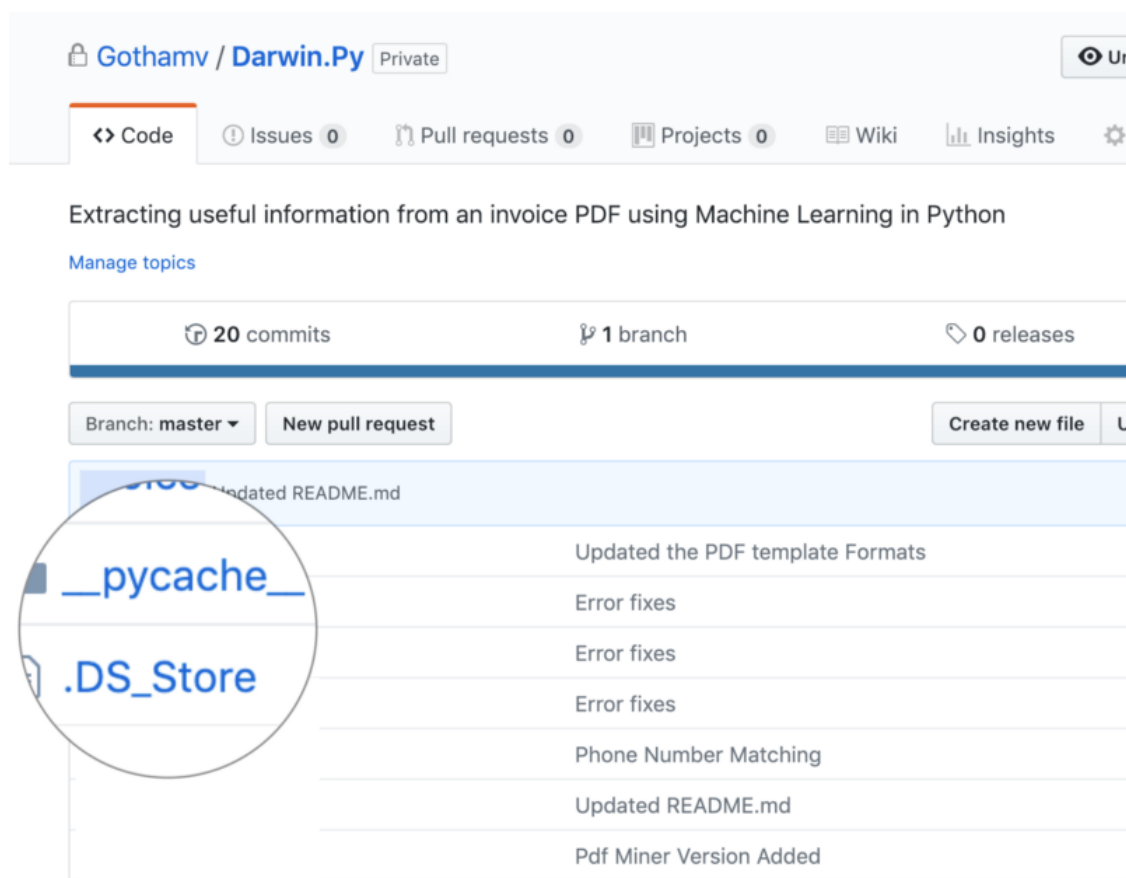 Gothamv / Darwin.Py Private
Code Issues 0 Pull requests 0 Projects 0 Wiki Insights
Extracting useful information from an invoice PDF using Machine Learning in Python
Manage topics
20 commits 1 branch 0 releases
Branch: master New pull request Create new file
Updated README.md
Updated the PDF template Formats
__pycache__
Error fixes
Error fixes
.DS_Store
Error fixes
Phone Number Matching
Updated README.md
Pdf Miner Version Added